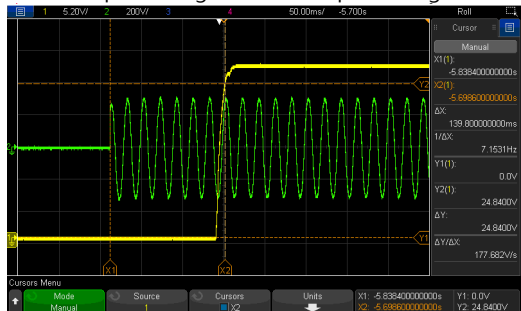 1 5.20V/ 2 200V/ 3 4 50.00ms/ -5.700s Roll
Cursor
Manual
X1(1):
-5.838400000000s
X2(1):
-5.698600000000s
ΔX:
139.800000000ms
1/ΔX:
7.1531Hz
Y1(1):
0.0V
Y2(1):
24.8400V
ΔY:
24.8400V
ΔY/ΔX:
177.682V/s
Y2
Y1
X1 X2
Cursors Menu
Mode Source Cursors Units X1: -5.838400000000s Y1: 0.0V
Manual 1 X2 X2: -5.698600000000s Y2: 24.8400V